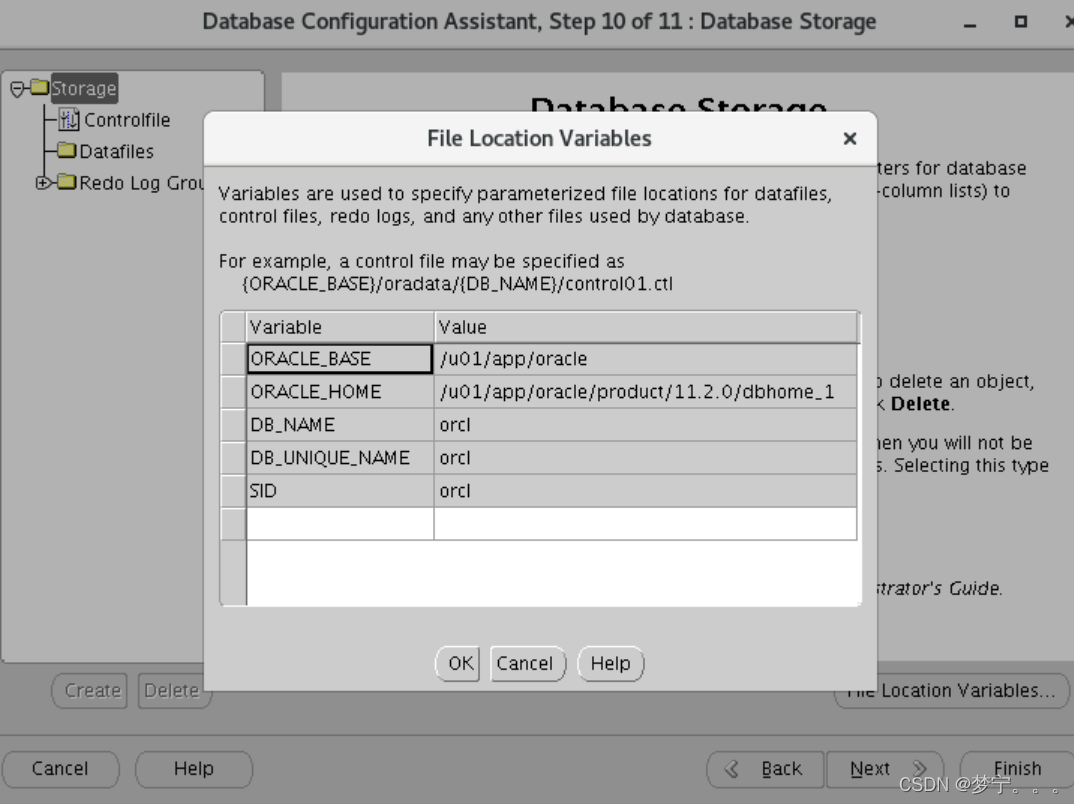 Database Configuration Assistant, Step 10 of 11 : Database Storage
Storage
Controlfile
Datafiles
Redo Log Grou
Database Storage
ters for database
-column lists) to
o delete an object,
k Delete.
hen you will not be
s. Selecting this type
strator's Guide.
File Location Variables
Variables are used to specify parameterized file locations for datafiles,
control files, redo logs, and any other files used by database.
For example, a control file may be specified as
{ORACLE_BASE}/oradata/{DB_NAME}/control01.ctl
Variable Value
ORACLE_BASE /u01/app/oracle
ORACLE_HOME /u01/app/oracle/product/11.2.0/dbhome_1
DB_NAME orcl
DB_UNIQUE_NAME orcl
SID orcl
OK Cancel Help
Create Delete File Location Variables...
Cancel Help Back Next Finish
CSDN @梦宁。。。